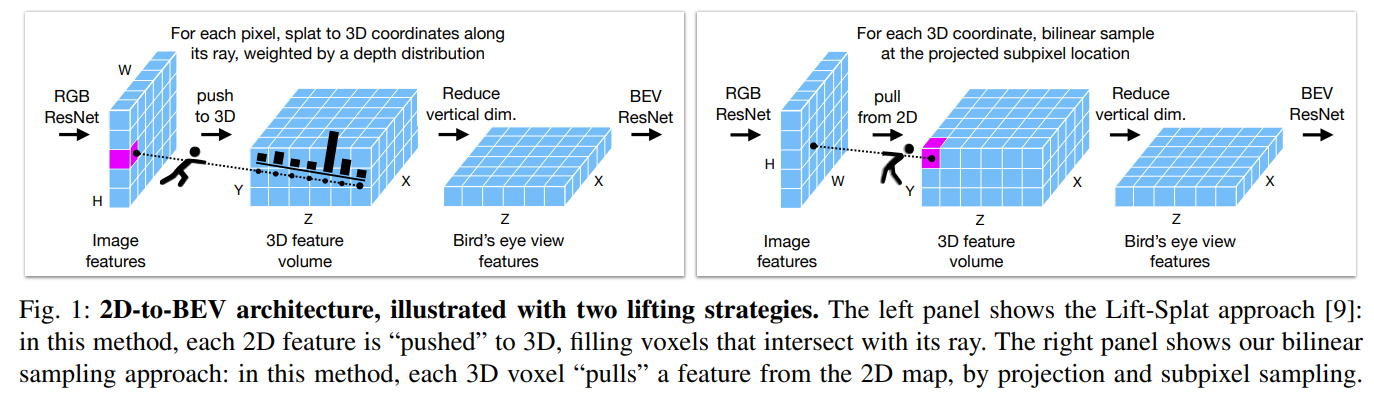 For each pixel, splat to 3D coordinates along
its ray, weighted by a depth distribution
W
RGB
ResNet
push
to 3D
Reduce
vertical dim.
BEV
ResNet
H
Y
X
X
Z
Z
Image
features
3D feature
volume
Bird's eye view
features
For each 3D coordinate, bilinear sample
at the projected subpixel location
RGB
ResNet
pull
from 2D
Reduce
vertical dim.
BEV
ResNet
H
W
Y
X
X
Z
Z
Image
features
3D feature
volume
Bird's eye view
features
Fig. 1: 2D-to-BEV architecture, illustrated with two lifting strategies. The left panel shows the Lift-Splat approach [9]:
in this method, each 2D feature is “pushed” to 3D, filling voxels that intersect with its ray. The right panel shows our bilinear
sampling approach: in this method, each 3D voxel “pulls” a feature from the 2D map, by projection and subpixel sampling.